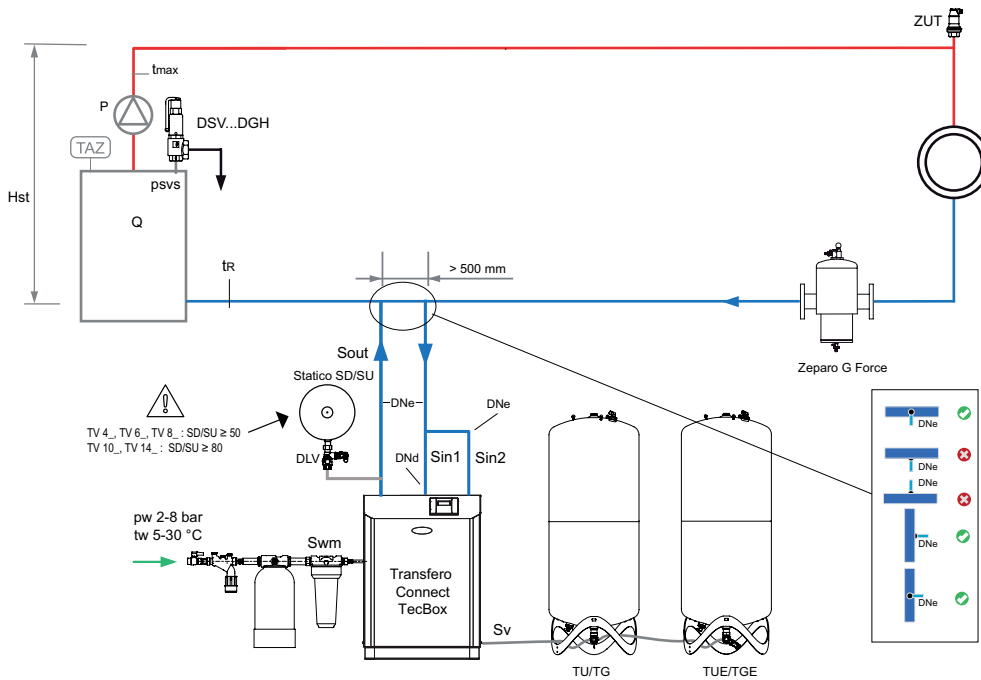 ZUT
tmax
P
DSV...DGH
TAZ
psvs
Hst
Q
tR
> 500 mm
Zeparo G Force
Sout
Statico SD/SU
DNe
DNe
TV 4_, TV 6_, TV 8_ : SD/SU ≥ 50
TV 10_, TV 14_ : SD/SU ≥ 80
DLV
DNd
Sin1
Sin2
pw 2-8 bar
tw 5-30 °C
Swm
Transfero
Connect
TecBox
Sv
TU/TG
TUE/TGE
DNe
DNe
DNe
DNe
DNe